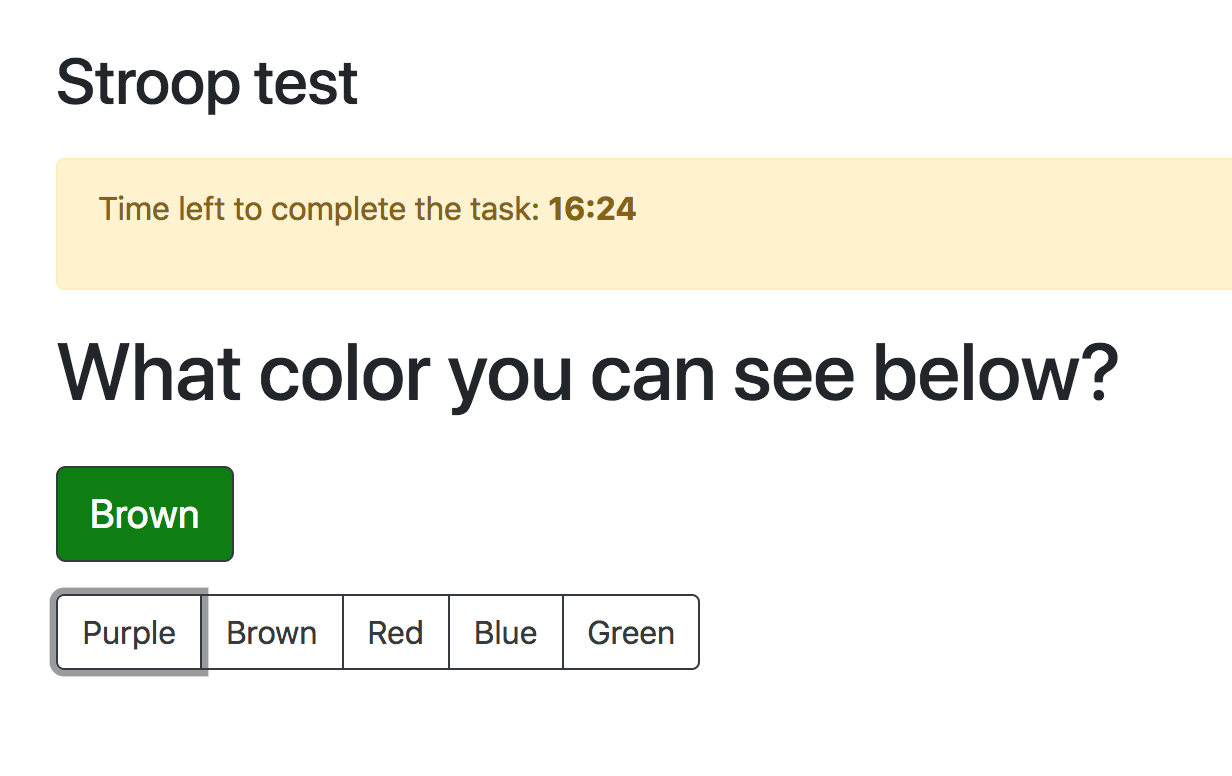 Stroop test
Time left to complete the task: 16:24
What color you can see below?
Brown
Purple Brown Red Blue Green